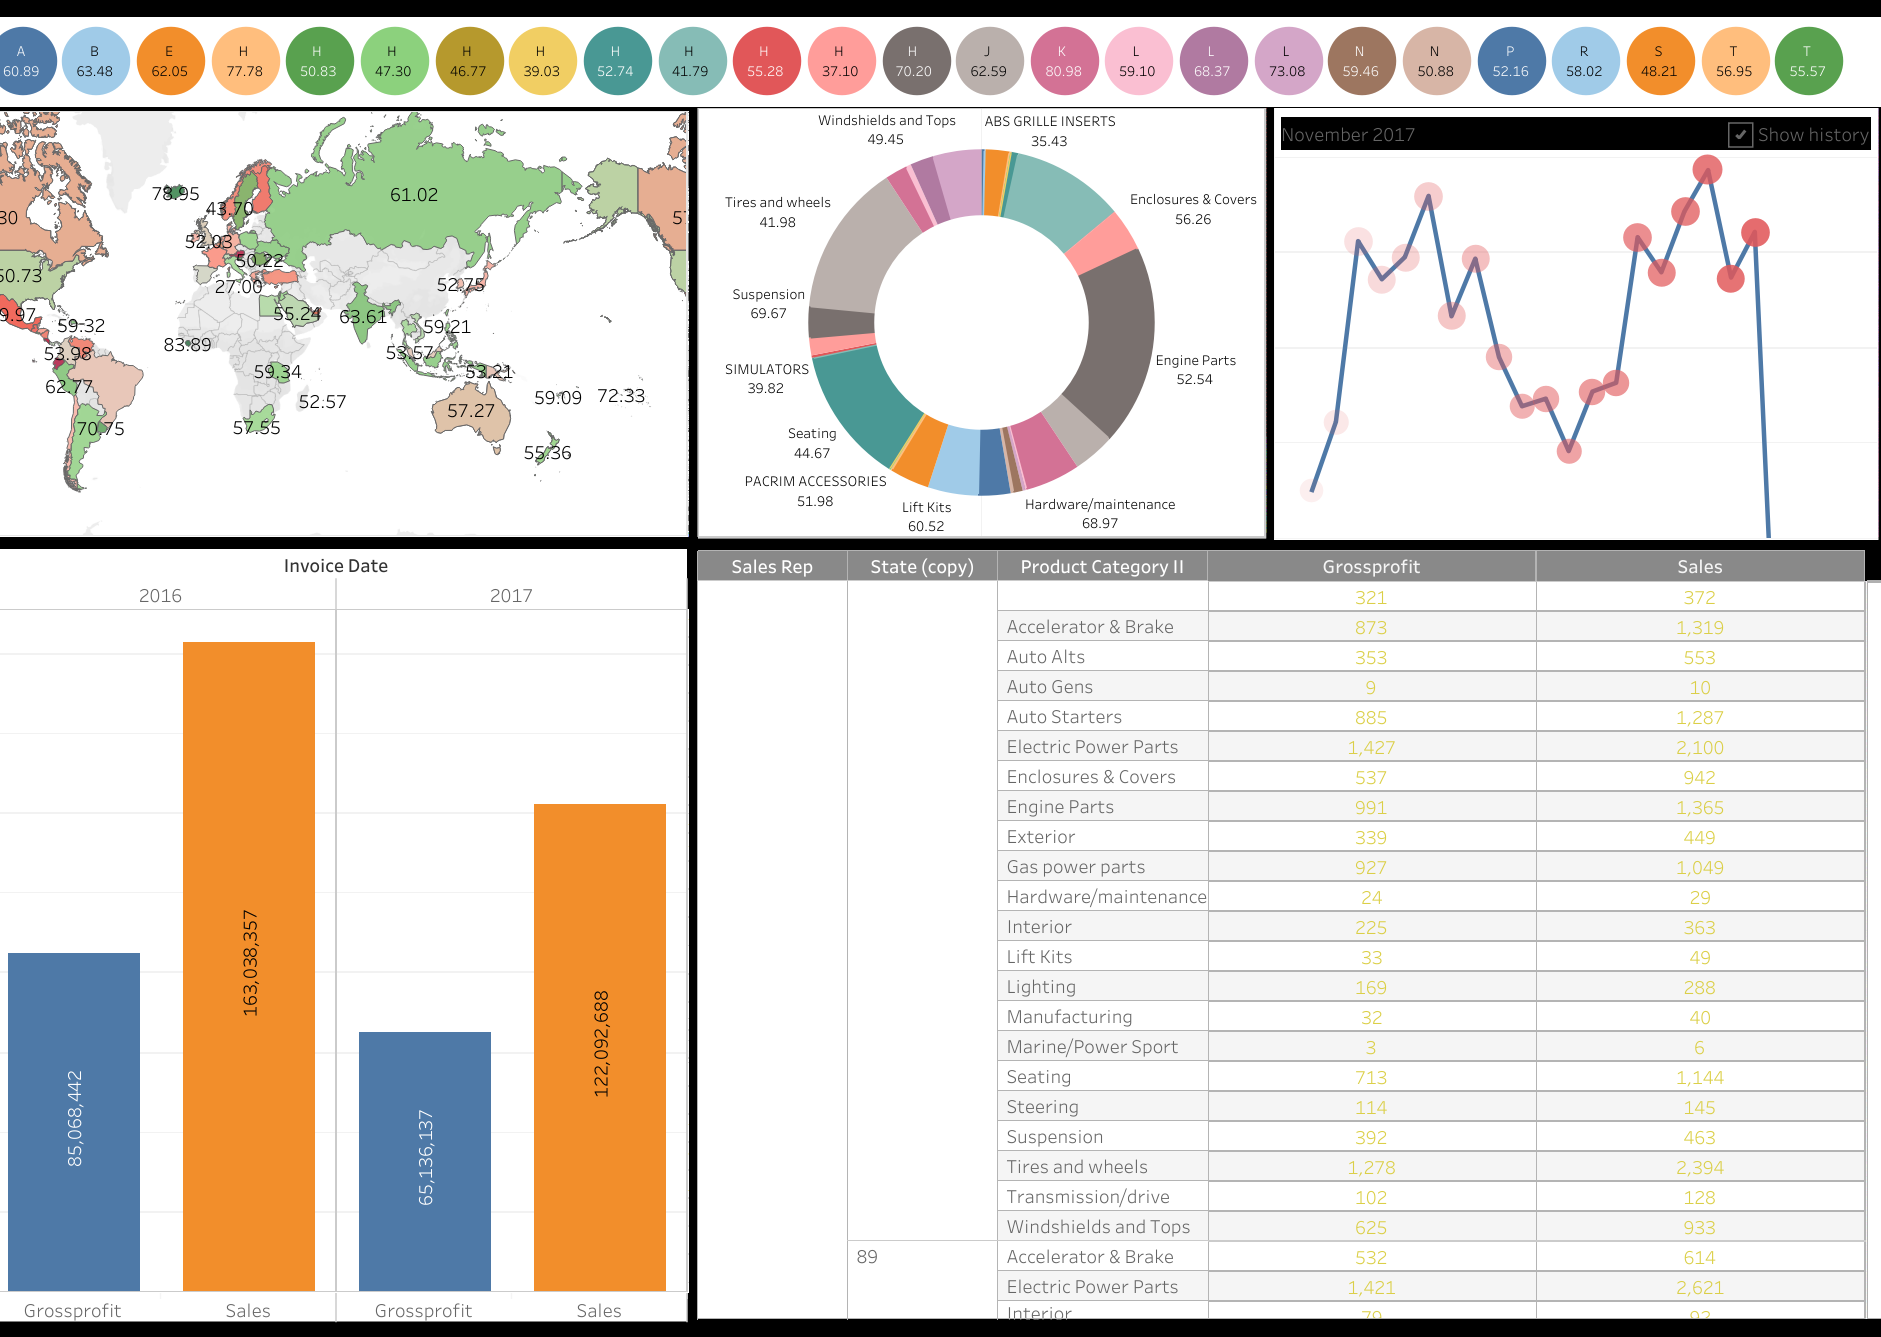 A B E H H H H H H H H H H J K L L L N N P R S T T
60.89 63.48 62.05 77.78 50.83 47.30 46.77 39.03 52.74 41.79 55.28 37.10 70.20 62.59 80.98 59.10 68.37 73.08 59.46 50.88 52.16 58.02 48.21 56.95 55.57
78.95
61.02
43.70
30
52.03
50.22
50.73
27.00
52.75
9.97
55.24
63.61
59.32
59.21
83.89
53.98
53.57
59.34
53.21
62.77
52.57
59.09
72.33
57.27
70.75
57.55
55.36
Windshields and Tops
49.45
ABS GRILLE INSERTS
35.43
Tires and wheels
41.98
Enclosures & Covers
56.26
Suspension
69.67
Engine Parts
52.54
SIMULATORS
39.82
Seating
44.67
PACRIM ACCESSORIES
51.98
Lift Kits
60.52
Hardware/maintenance
68.97
November 2017
Show history
Invoice Date
2016 2017
85,068,442
163,038,357
65,136,137
122,092,688
Grossprofit Sales Grossprofit Sales
Sales Rep State (copy) Product Category II Grossprofit Sales
321 372
Accelerator & Brake 873 1,319
Auto Alts 353 553
Auto Gens 9 10
Auto Starters 885 1,287
Electric Power Parts 1,427 2,100
Enclosures & Covers 537 942
Engine Parts 991 1,365
Exterior 339 449
Gas power parts 927 1,049
Hardware/maintenance 24 29
Interior 225 363
Lift Kits 33 49
Lighting 169 288
Manufacturing 32 40
Marine/Power Sport 3 6
Seating 713 1,144
Steering 114 145
Suspension 392 463
Tires and wheels 1,278 2,394
Transmission/drive 102 128
Windshields and Tops 625 933
89 Accelerator & Brake 532 614
Electric Power Parts 1,421 2,621
Interior 79 92